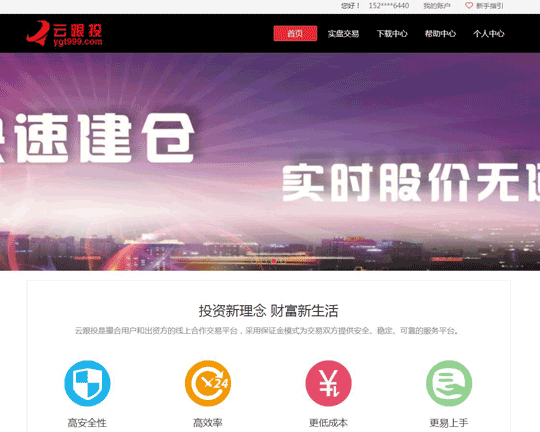 您好！ 152****6440 我的账户 新手指引
云跟投
ygt999.com
首页 实盘交易 下载中心 帮助中心 个人中心
速建仓
实时股价无
投资新理念 财富新生活
云跟投是撮合用户和出资方的线上合作交易平台，采用保证金模式为交易双方提供安全、稳定、可靠的服务平台。
×24
高安全性 高效率 更低成本 更易上手